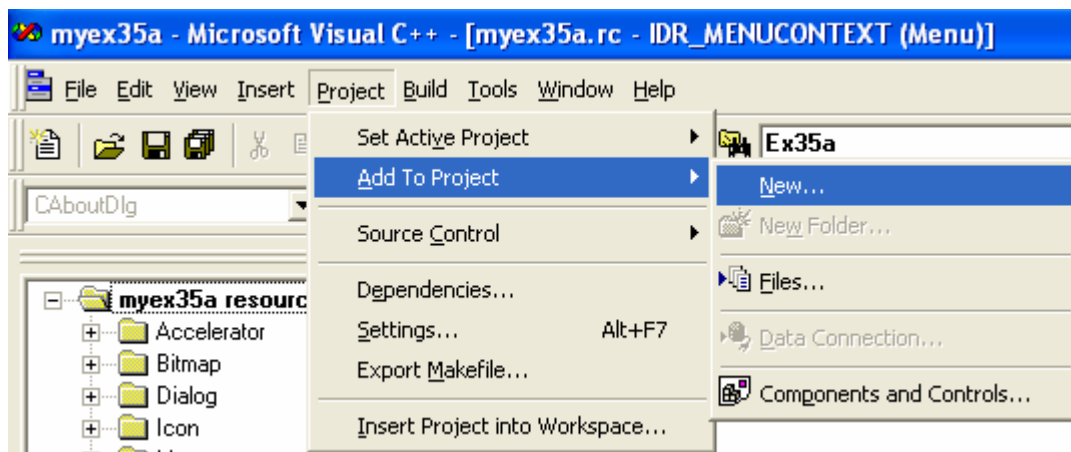 myex35a - Microsoft Visual C++ - [myex35a.rc - IDR_MENUCONTEXT (Menu)]
File Edit View Insert Project Build Tools Window Help
Ex35a
CAboutDlg
Set Active Project
Add To Project
Source Control
Dependencies...
Settings... Alt+F7
Export Makefile...
Insert Project into Workspace...
New...
New Folder...
Files...
Data Connection...
Components and Controls...
myex35a resourc
Accelerator
Bitmap
Dialog
Icon